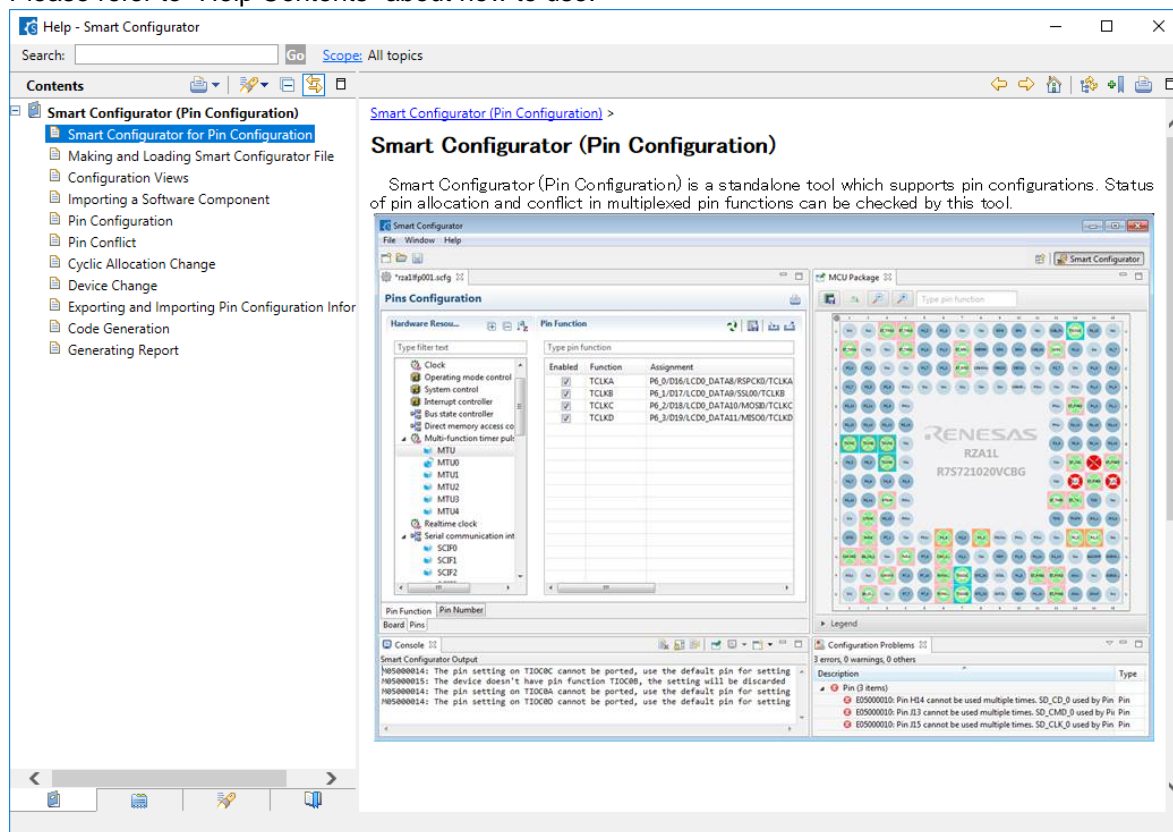 Please refer to "Help Contents" about how to use.
Help - Smart Configurator
Search:
Go
Scope: All topics
Contents
Smart Configurator (Pin Configuration)
Smart Configurator for Pin Configuration
Making and Loading Smart Configurator File
Configuration Views
Importing a Software Component
Pin Configuration
Pin Conflict
Cyclic Allocation Change
Device Change
Exporting and Importing Pin Configuration Infor
Code Generation
Generating Report
Smart Configurator (Pin Configuration) >
Smart Configurator (Pin Configuration)
Smart Configurator (Pin Configuration) is a standalone tool which supports pin configurations. Status
of pin allocation and conflict in multiplexed pin functions can be checked by this tool.
Smart Configurator
File Window Help
Smart Configurator
*rza1lfp001.scfg
Pins Configuration
Hardware Resou...
Type filter text
Clock
Operating mode control
System control
Interrupt controller
Bus state controller
Direct memory access co
Multi-function timer puls
MTU
MTU0
MTU1
MTU2
MTU3
MTU4
Realtime clock
Serial communication int
SCIF0
SCIF1
SCIF2
Pin Function
Type pin function
Enabled Function Assignment
TCLKA P6_0/D16/LCD0_DATA8/RSPCK0/TCLKA
TCLKB P6_1/D17/LCD0_DATA9/SSL00/TCLKB
TCLKC P6_2/D18/LCD0_DATA10/MOSI0/TCLKC
TCLKD P6_3/D19/LCD0_DATA11/MISO0/TCLKD
Pin Function Pin Number
Board Pins
MCU Package
Type pin function
RENESAS
RZA1L
R7S721020VCBG
Legend
Console
Smart Configurator Output
M05000014: The pin setting on TIOC0C cannot be ported, use the default pin for setting
M05000015: The device doesn't have pin function TIOC0B, the setting will be discarded
M05000014: The pin setting on TIOC0A cannot be ported, use the default pin for setting
M05000014: The pin setting on TIOC0D cannot be ported, use the default pin for setting
Configuration Problems
3 errors, 0 warnings, 0 others
Description Type
Pin (3 items)
E05000010: Pin H14 cannot be used multiple times. SD_CD_0 used by Pin Pin
E05000010: Pin J13 cannot be used multiple times. SD_CMD_0 used by Pi Pin
E05000010: Pin J15 cannot be used multiple times. SD_CLK_0 used by Pin Pin